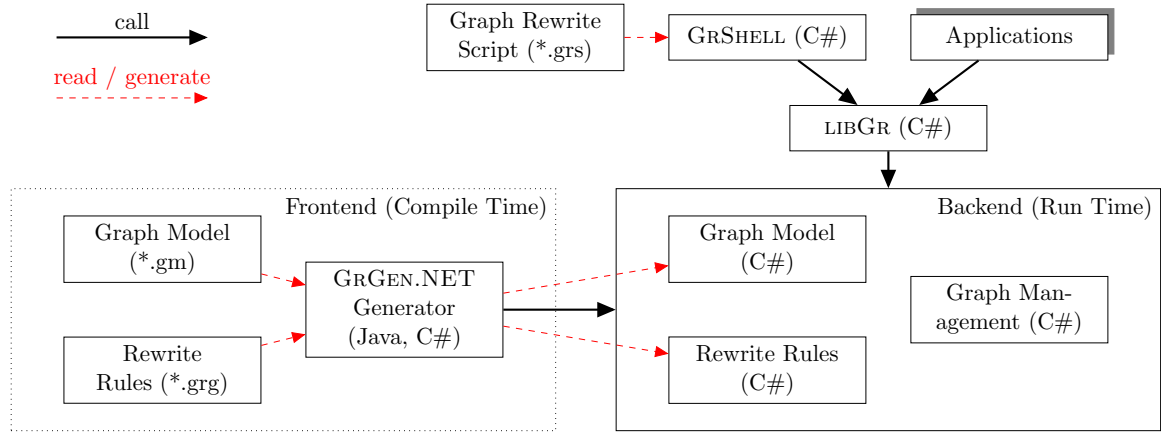 call
read / generate
Graph Rewrite
Script (*.grs)
GRSHELL (C#)
Applications
LIBGR (C#)
Frontend (Compile Time)
Graph Model
(*.gm)
GRGEN.NET
Generator
(Java, C#)
Rewrite
Rules (*.grg)
Backend (Run Time)
Graph Model
(C#)
Graph Man-
agement (C#)
Rewrite Rules
(C#)